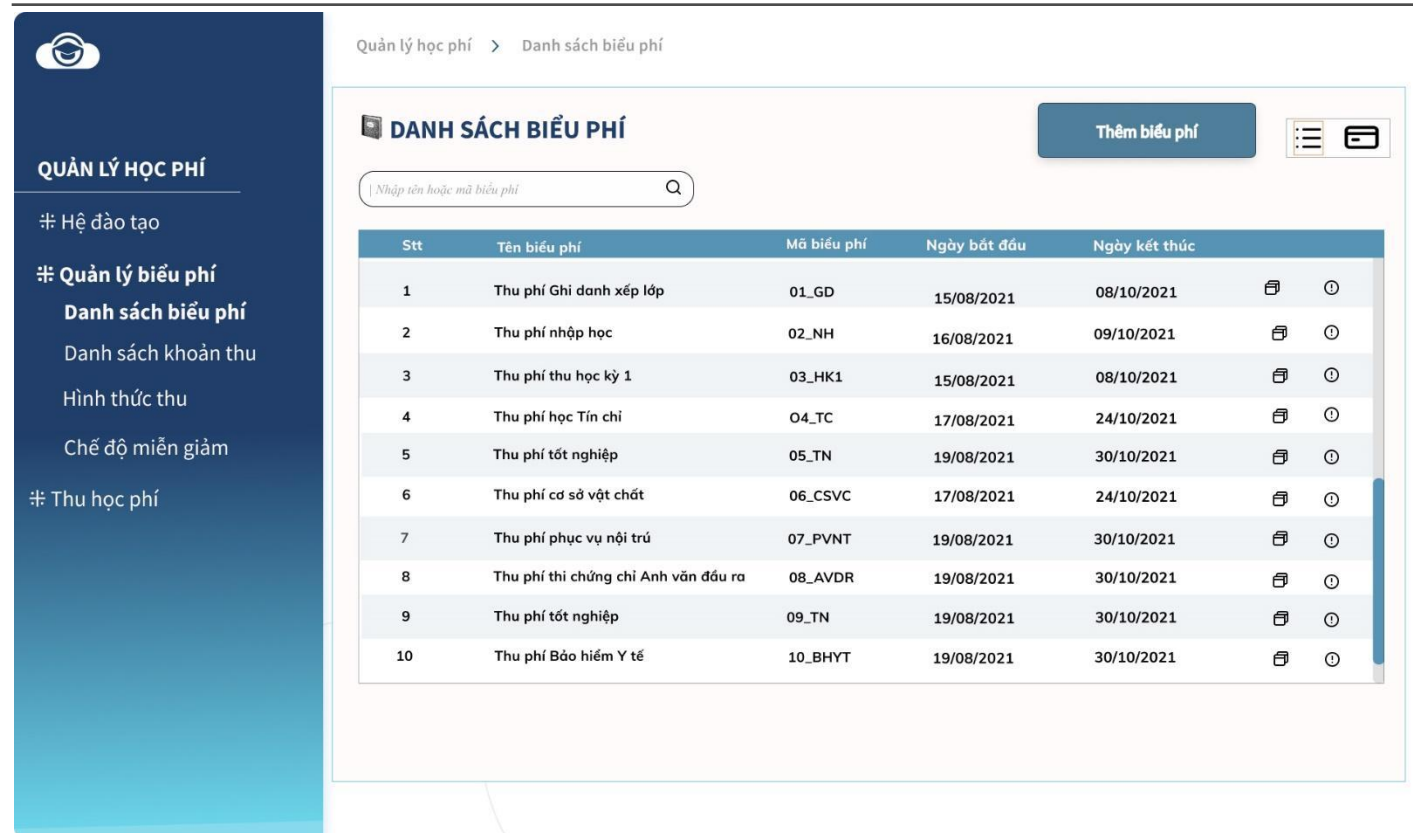 Quản lý học phí > Danh sách biểu phí
QUẢN LÝ HỌC PHÍ
Hệ đào tạo
Quản lý biểu phí
Danh sách biểu phí
Danh sách khoản thu
Hình thức thu
Chế độ miễn giảm
Thu học phí
DANH SÁCH BIỂU PHÍ
Thêm biểu phí
Nhập tên hoặc mã biểu phí
Stt Tên biểu phí Mã biểu phí Ngày bắt đầu Ngày kết thúc
1 Thu phí Ghi danh xếp lớp 01_GD 15/08/2021 08/10/2021
2 Thu phí nhập học 02_NH 16/08/2021 09/10/2021
3 Thu phí thu học kỳ 1 03_HK1 15/08/2021 08/10/2021
4 Thu phí học Tín chỉ O4_TC 17/08/2021 24/10/2021
5 Thu phí tốt nghiệp 05_TN 19/08/2021 30/10/2021
6 Thu phí cơ sở vật chất 06_CSVC 17/08/2021 24/10/2021
7 Thu phí phục vụ nội trú 07_PVNT 19/08/2021 30/10/2021
8 Thu phí thi chứng chỉ Anh văn đầu ra 08_AVDR 19/08/2021 30/10/2021
9 Thu phí tốt nghiệp 09_TN 19/08/2021 30/10/2021
10 Thu phí Bảo hiểm Y tế 10_BHYT 19/08/2021 30/10/2021